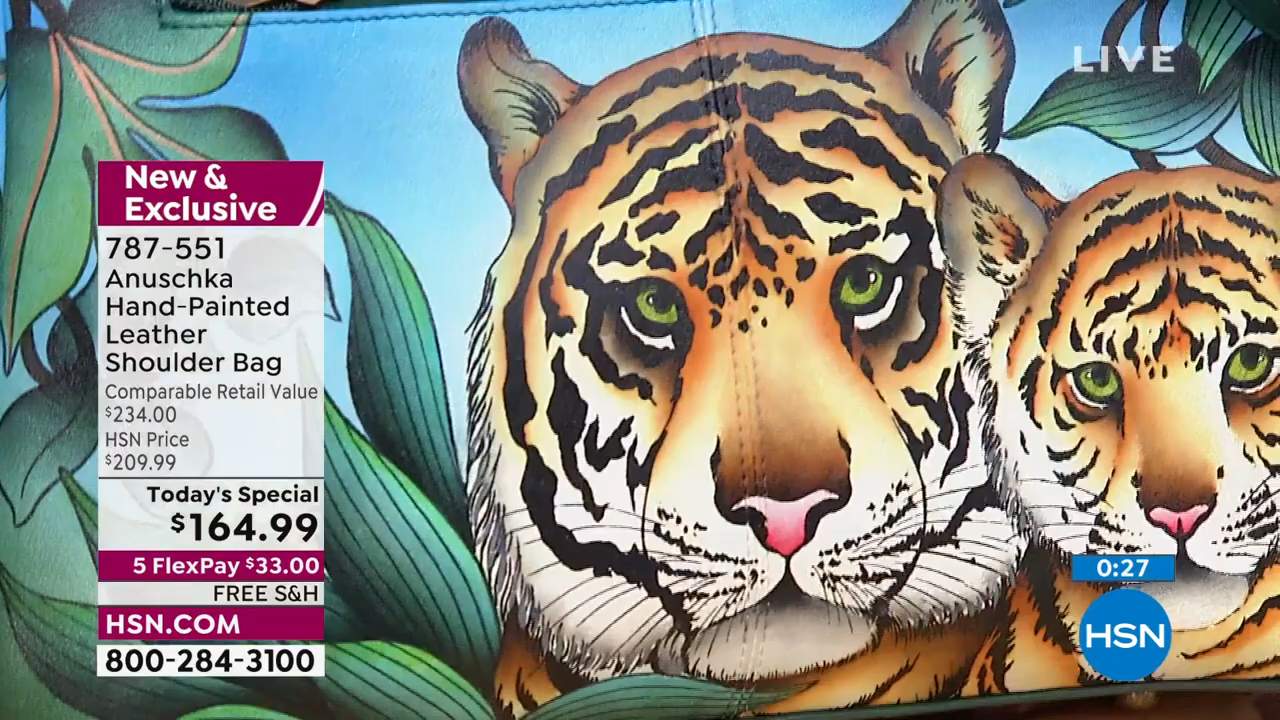 LIVE
New &
Exclusive
787-551
Anuschka
Hand-Painted
Leather
Shoulder Bag
Comparable Retail Value
$234.00
HSN Price
$209.99
Today's Special
$164.99
5 FlexPay $33.00
FREE S&H
HSN.COM
800-284-3100
0:27
HSN